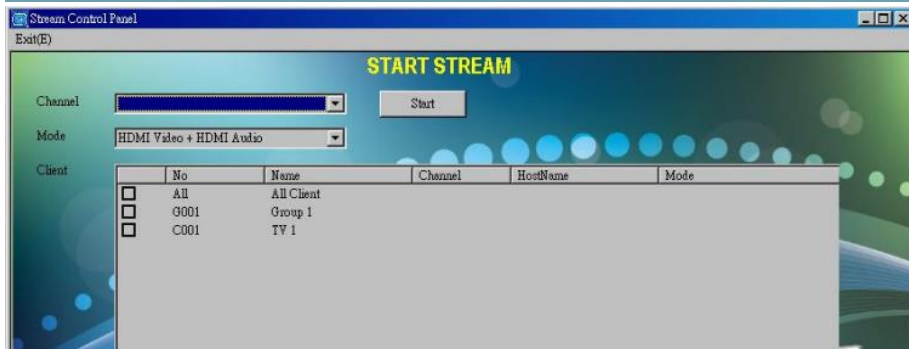 Stream Control Panel
Exit(E)
START STREAM
Channel Start
Mode HDMI Video + HDMI Audio
Client No Name Channel HostName Mode
All All Client
G001 Group 1
C001 TV 1